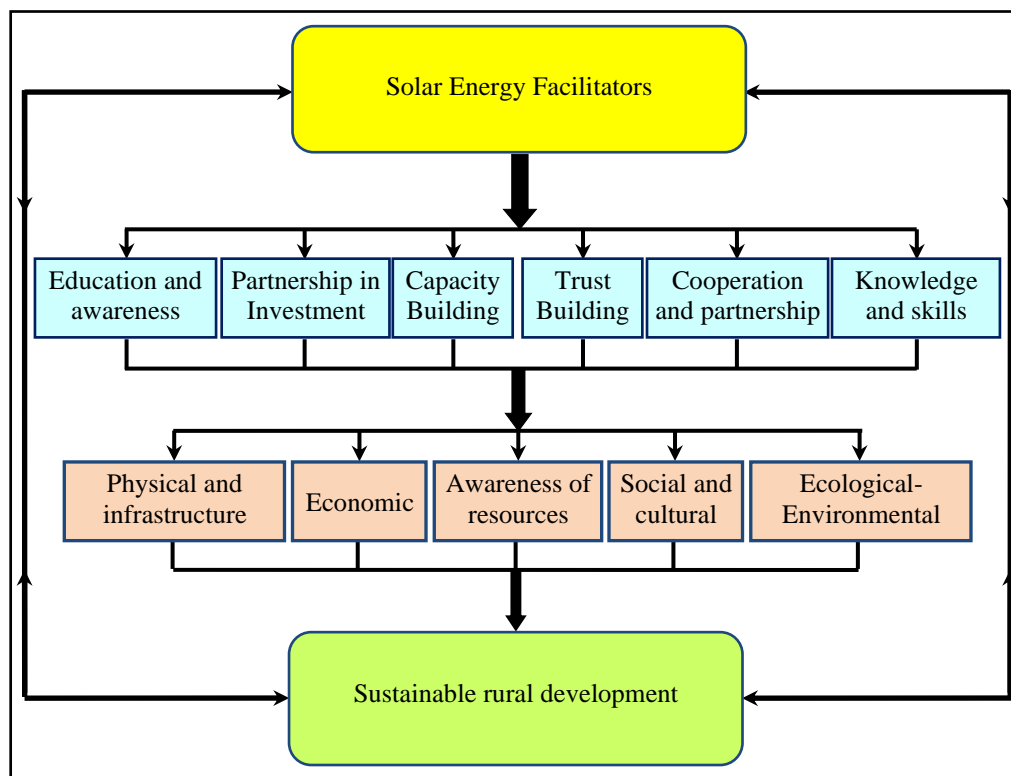 Solar Energy Facilitators
Education and
awareness
Partnership in
Investment
Capacity
Building
Trust
Building
Cooperation
and partnership
Knowledge
and skills
Physical and
infrastructure
Economic
Awareness of
resources
Social and
cultural
Ecological-
Environmental
Sustainable rural development